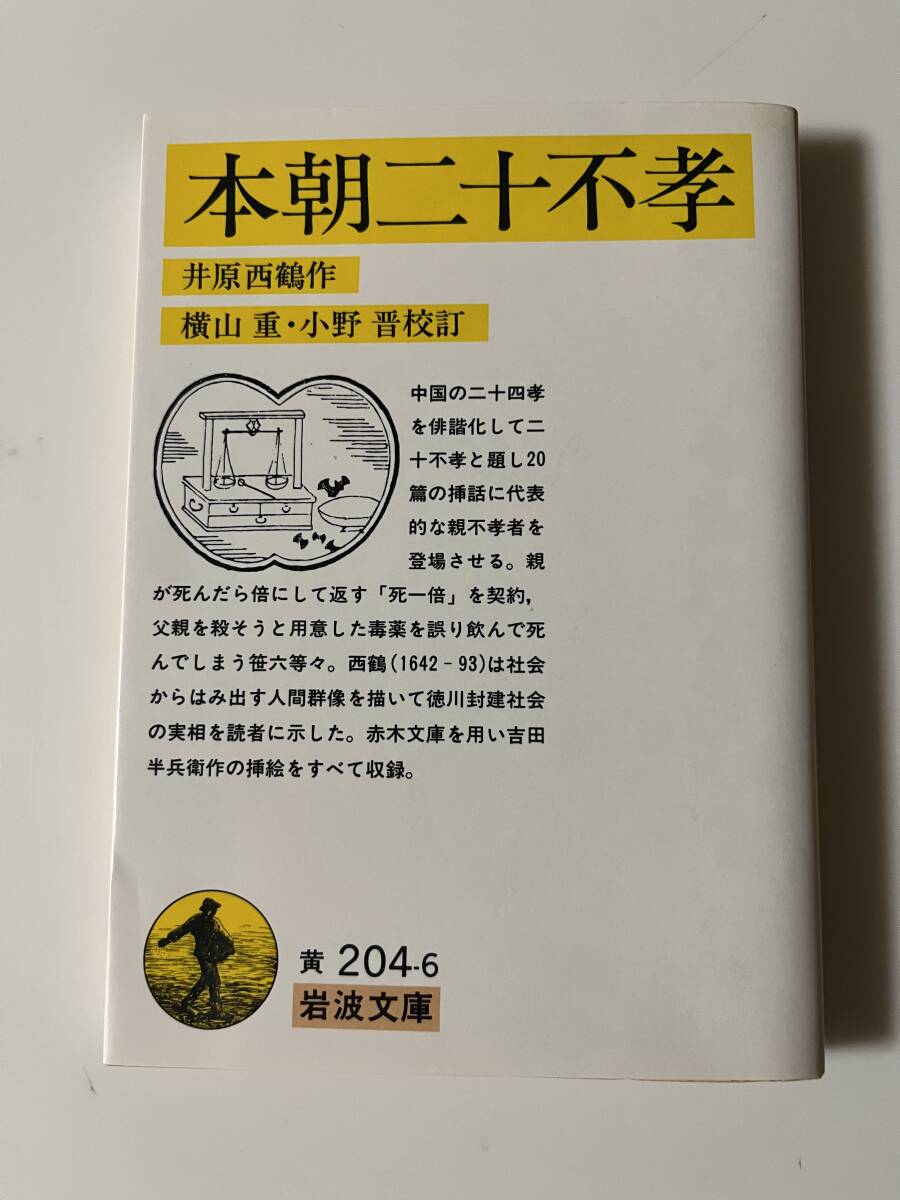 本朝二十不孝
井原西鶴作
横山 重・小野 晋校訂
中国の二十四孝
を俳諧化して二
十不孝と題し20
篇の挿話に代表
的な親不孝者を
登場させる。親
が死んだら倍にして返す「死一倍」を契約,
父親を殺そうと用意した毒薬を誤り飲んで死
んでしまう笹六等々。西鶴(1642‐93)は社会
からはみ出す人間群像を描いて徳川封建社会
の実相を読者に示した。赤木文庫を用い吉田
半兵衛作の挿絵をすべて収録。
黄 204-6
岩波文庫